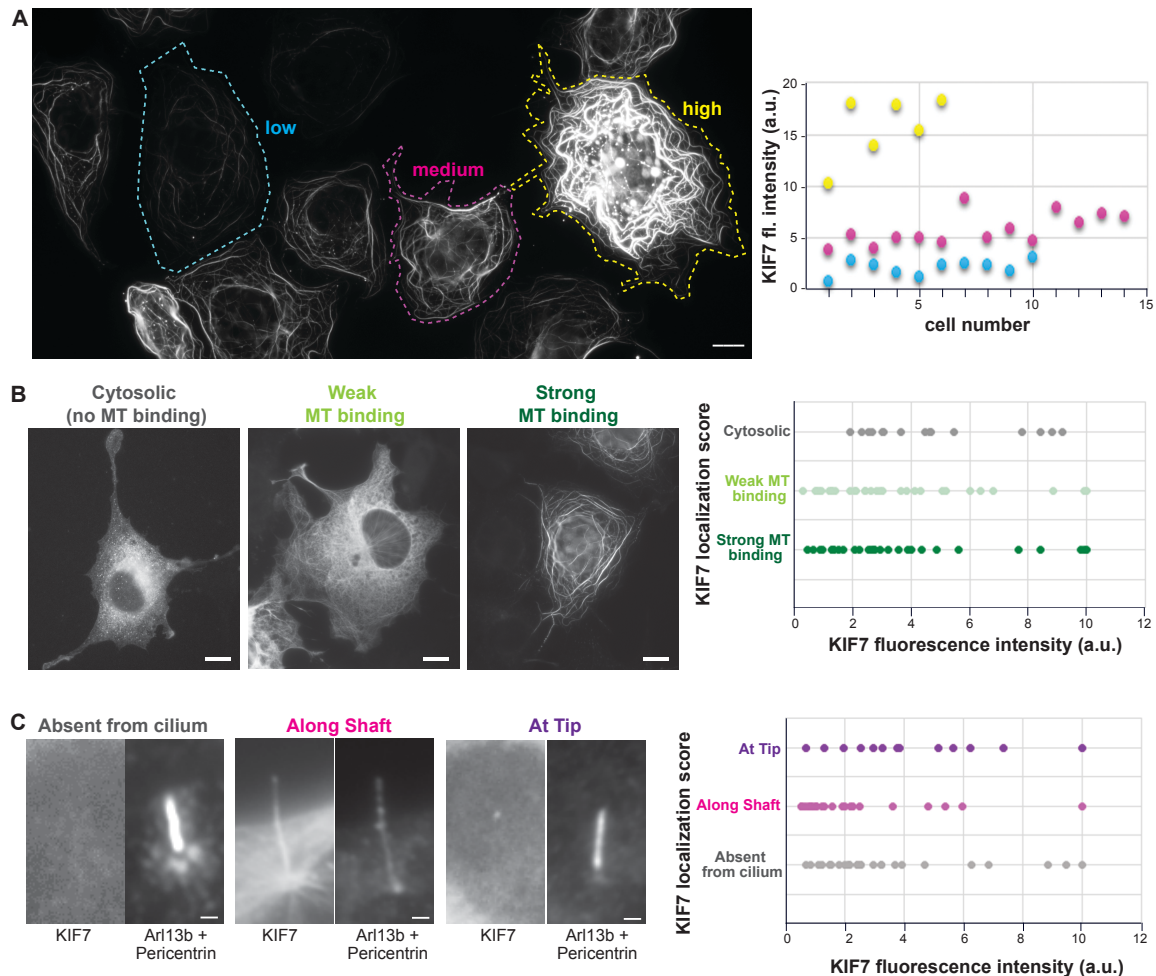 A
low
medium
high
KIF7 fl. intensity (a.u.)
20
15
10
5
0
5
10
15
cell number
B
Cytosolic
(no MT binding)
Weak
MT binding
Strong
MT binding
KIF7 localization score
Cytosolic
Weak MT
binding
Strong MT
binding
0
2
4
6
8
10
12
KIF7 fluorescence intensity (a.u.)
C
Absent from cilium
Along Shaft
At Tip
KIF7
Arl13b +
Pericentrin
KIF7
Arl13b +
Pericentrin
KIF7
Arl13b +
Pericentrin
KIF7 localization score
At Tip
Along Shaft
Absent
from cilium
0
2
4
6
8
10
12
KIF7 fluorescence intensity (a.u.)